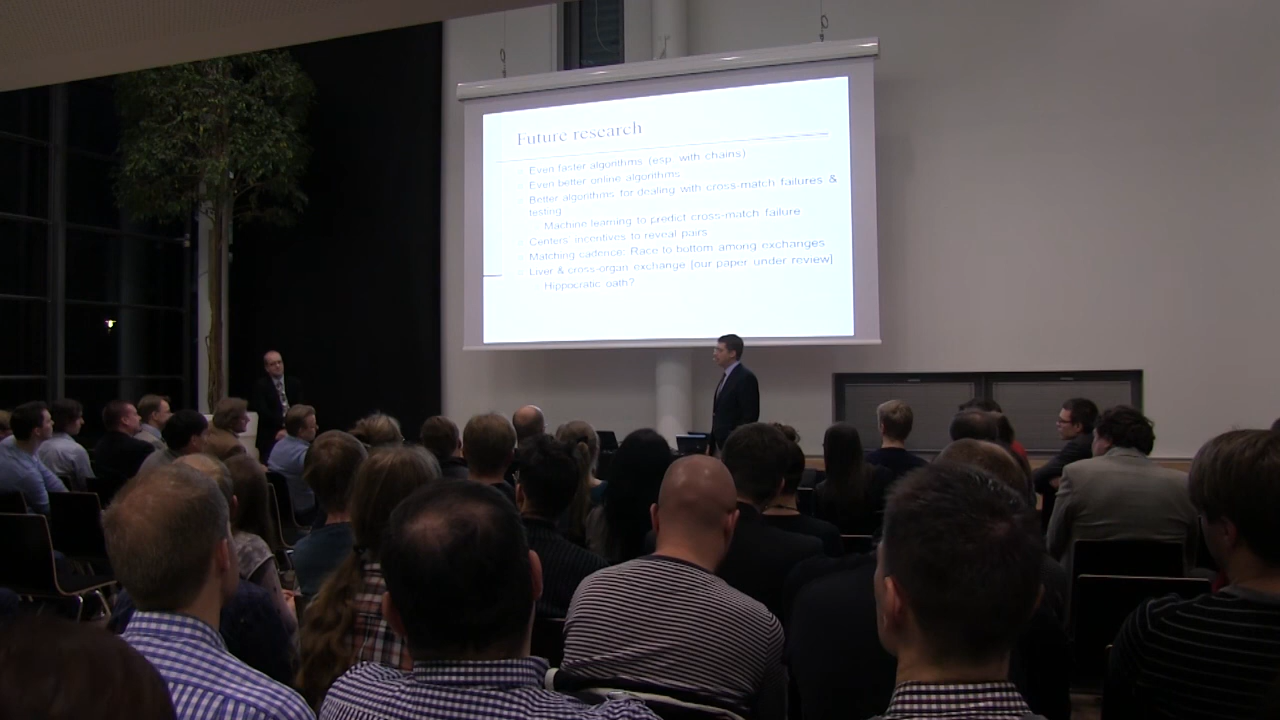 Future research
Even faster algorithms (esp. with chains)
Even better online algorithms
Better algorithms for dealing with cross-match failures &
testing
Machine learning to predict cross-match failure
Centers' incentives to reveal pairs
Matching cadence: Race to bottom among exchanges
Liver & cross-organ exchange [our paper under review]
Hippocratic oath?